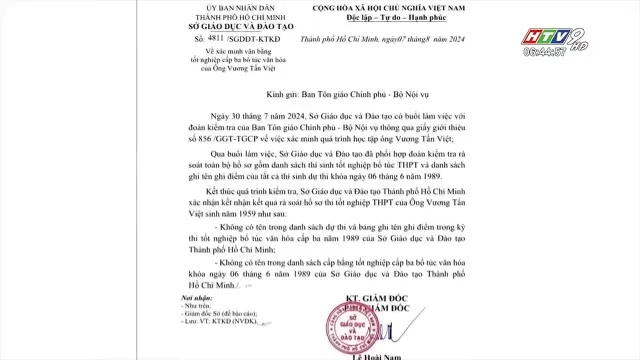 ỦY BAN NHÂN DÂN
THÀNH PHỐ HỒ CHÍ MINH
SỞ GIÁO DỤC VÀ ĐÀO TẠO
Số: 4811 /SGDĐT-KTKĐ
Về xác minh văn bằng
tốt nghiệp cấp ba bổ túc văn hóa
của Ông Vương Tấn Việt
CỘNG HÒA XÃ HỘI CHỦ NGHĨA VIỆT NAM
Độc lập – Tự do – Hạnh phúc
Thành phố Hồ Chí Minh, ngày 07 tháng 8 năm 2024
HTV9 HD
06:44:57
Kính gửi: Ban Tôn giáo Chính phủ - Bộ Nội vụ
Ngày 30 tháng 7 năm 2024, Sở Giáo dục và Đào tạo có buổi làm việc với
đoàn kiểm tra của Ban Tôn giáo Chính phủ - Bộ Nội vụ thông qua giấy giới thiệu
số 856 /GGT-TGCP về việc xác minh quá trình học tập ông Vương Tấn Việt;
Qua buổi làm việc, Sở Giáo dục và Đào tạo đã phối hợp đoàn kiểm tra rà
soát toàn bộ hồ sơ gồm danh sách thí sinh tốt nghiệp bổ túc THPT và danh sách
ghi tên ghi điểm của tất cả thí sinh dự thi khóa ngày 06 tháng 6 năm 1989.
Kết thúc quá trình kiểm tra, Sở Giáo dục và Đào tạo Thành phố Hồ Chí Minh
xác nhận kết nhận kết quả rà soát hồ sơ thi tốt nghiệp THPT của Ông Vương Tấn
Việt sinh năm 1959 như sau:
- Không có tên trong danh sách dự thi và bảng ghi tên ghi điểm trong kỳ
thi tốt nghiệp bổ túc văn hóa cấp ba năm 1989 của Sở Giáo dục và Đào tạo
Thành phố Hồ Chí Minh;
- Không có tên trong danh sách cấp bằng tốt nghiệp cấp ba bổ túc văn hóa
khóa ngày 06 tháng 6 năm 1989 của Sở Giáo dục và Đào tạo Thành phố
Hồ Chí Minh./.
Nơi nhận:
- Như trên;
- Giám đốc Sở (để báo cáo);
- Lưu: VT, KTKĐ (NVDK).
KT. GIÁM ĐỐC
PHÓ GIÁM ĐỐC
SỞ
GIÁO DỤC
VÀ
ĐÀO TẠO
Lê Hoài Nam